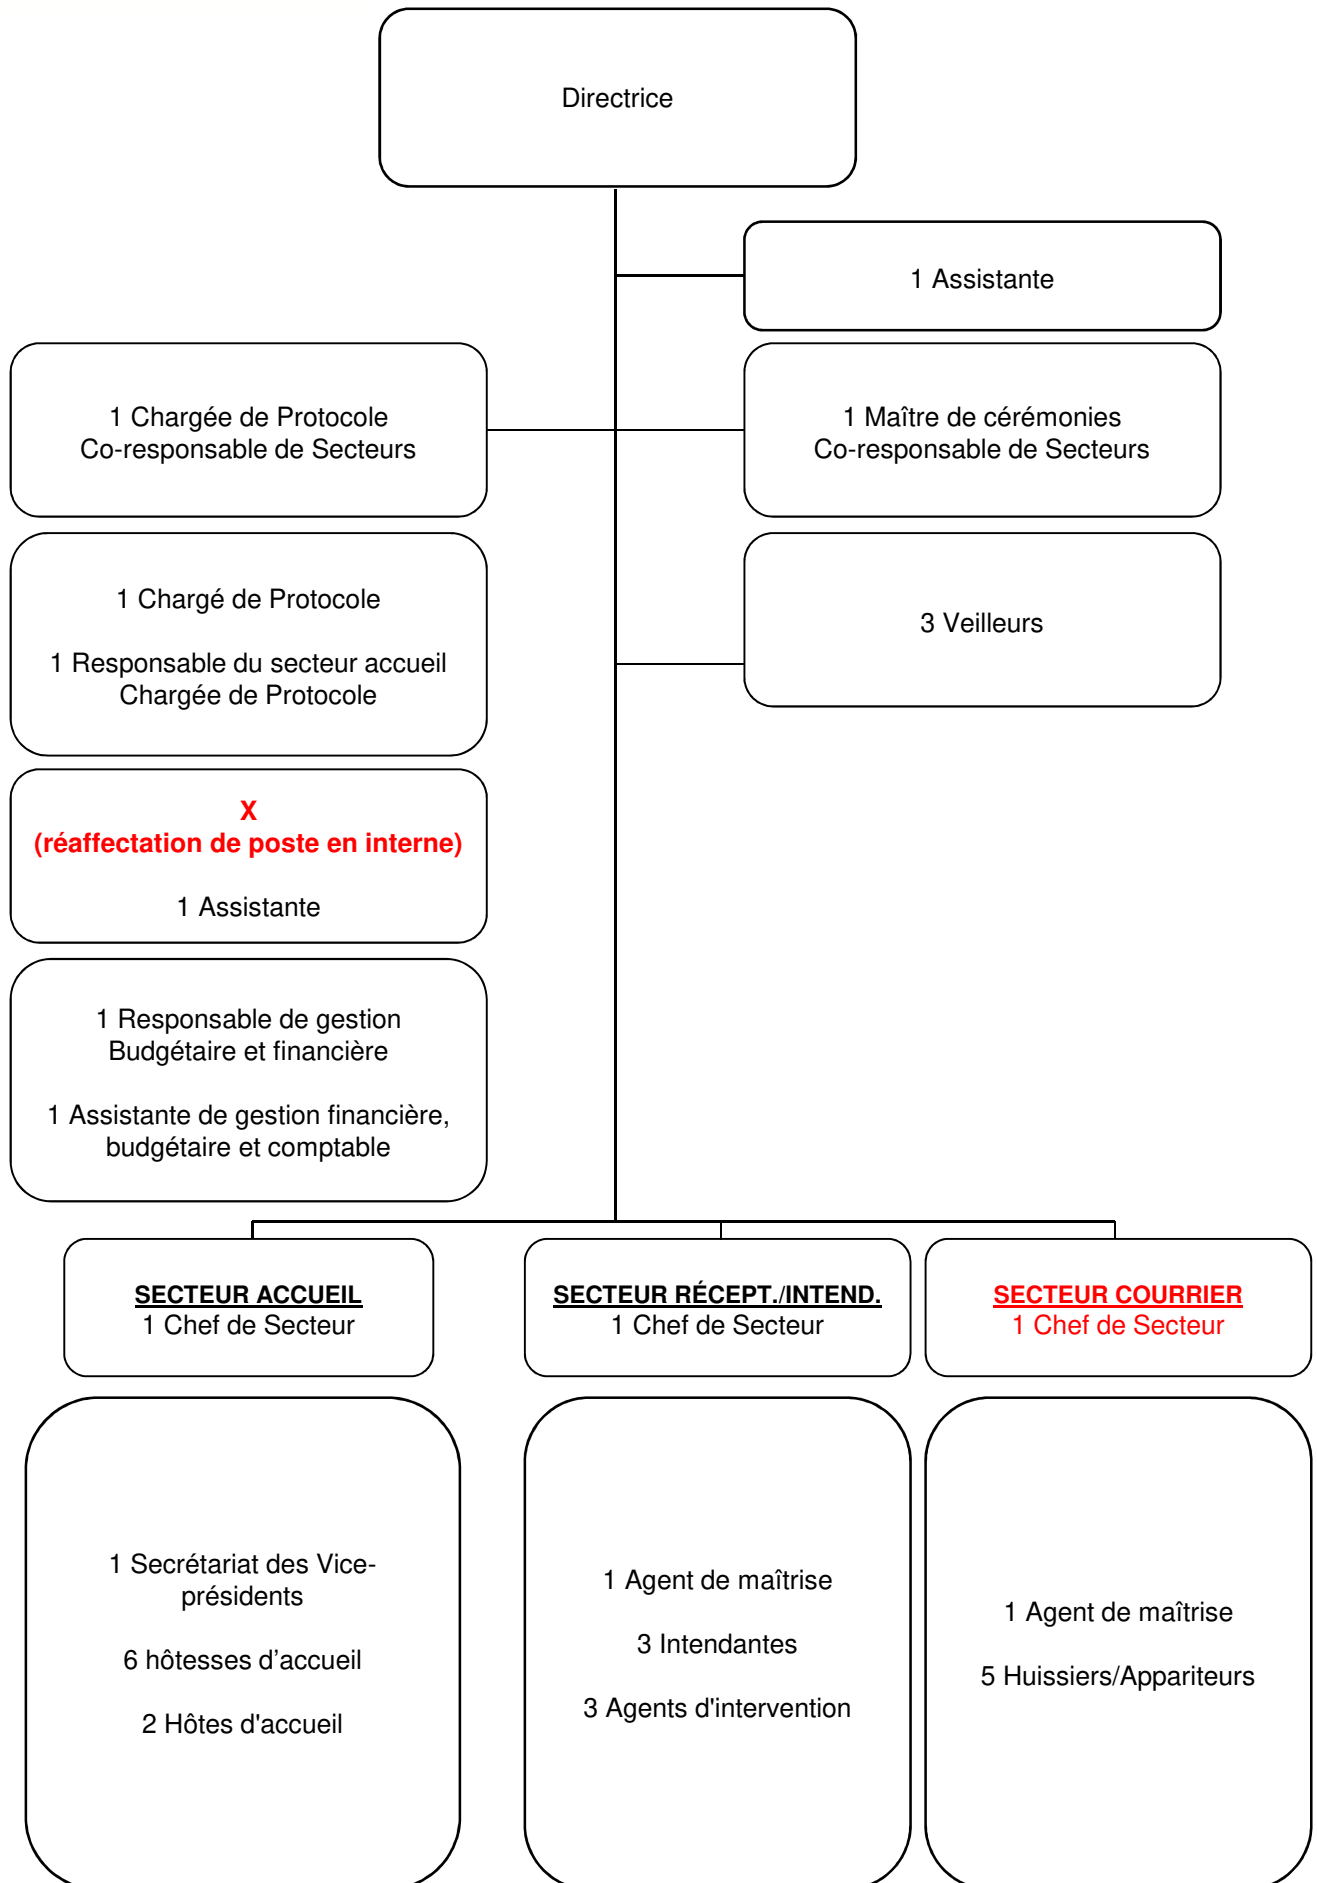 Directrice
1 Assistante
1 Chargée de Protocole
Co-responsable de Secteurs
1 Maître de cérémonies
Co-responsable de Secteurs
1 Chargé de Protocole
1 Responsable du secteur accueil
Chargée de Protocole
3 Veilleurs
X
(réaffectation de poste en interne)
1 Assistante
1 Responsable de gestion
Budgétaire et financière
1 Assistante de gestion financière,
budgétaire et comptable
SECTEUR ACCUEIL
1 Chef de Secteur
SECTEUR RÉCEPT./INTEND.
1 Chef de Secteur
SECTEUR COURRIER
1 Chef de Secteur
1 Secrétariat des Vice-
présidents
6 hôtesses d’accueil
2 Hôtes d'accueil
1 Agent de maîtrise
3 Intendantes
3 Agents d'intervention
1 Agent de maîtrise
5 Huissiers/Appariteurs